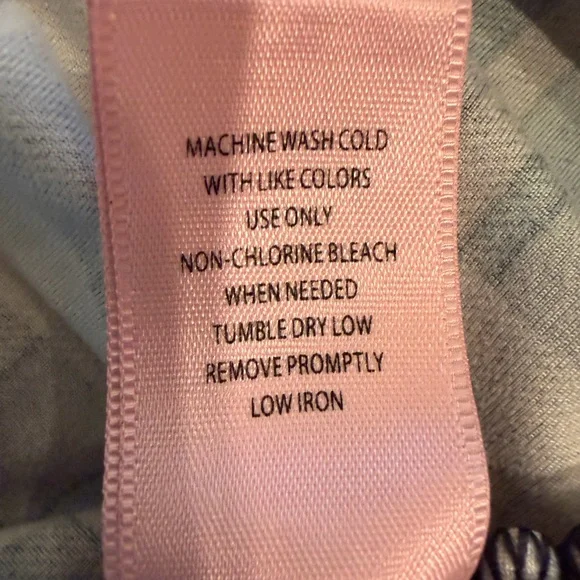 MACHINE WASH COLD
WITH LIKE COLORS
USE ONLY
NON-CHLORINE BLEACH
WHEN NEEDED
TUMBLE DRY LOW
REMOVE PROMPTLY
LOW IRON